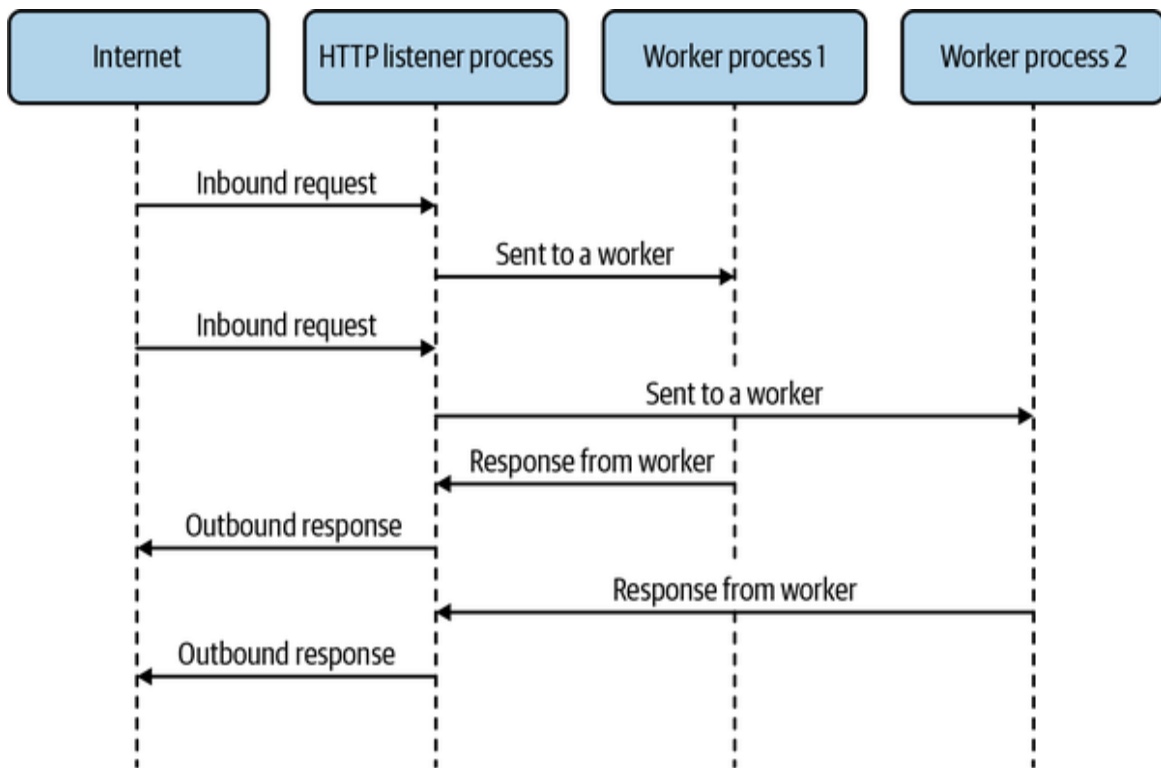 Internet
HTTP listener process
Worker process 1
Worker process 2
Inbound request
Sent to a worker
Inbound request
Sent to a worker
Response from worker
Outbound response
Response from worker
Outbound response